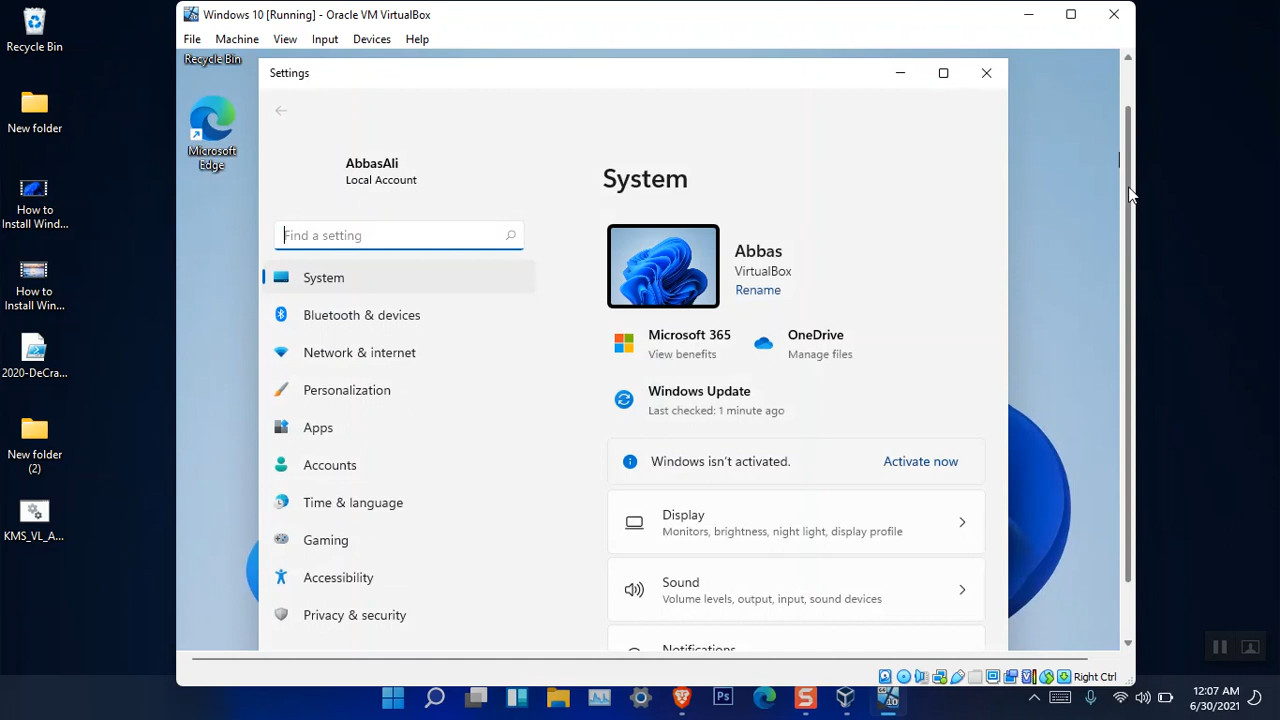 Windows 10 [Running] - Oracle VM VirtualBox
File Machine View Input Devices Help
Recycle Bin
New folder
How to
Install Wind...
How to
Install Win...
2020-DeCra...
New folder
(2)
KMS_VL_A...
Recycle Bin
Microsoft
Edge
Settings
AbbasAli
Local Account
Find a setting
System
Bluetooth & devices
Network & internet
Personalization
Apps
Accounts
Time & language
Gaming
Accessibility
Privacy & security
System
Abbas
VirtualBox
Rename
Microsoft 365
View benefits
OneDrive
Manage files
Windows Update
Last checked: 1 minute ago
Windows isn't activated.
Activate now
Display
Monitors, brightness, night light, display profile
Sound
Volume levels, output, input, sound devices
Notifications
Right Ctrl
Ps
S
10
12:07 AM
6/30/2021